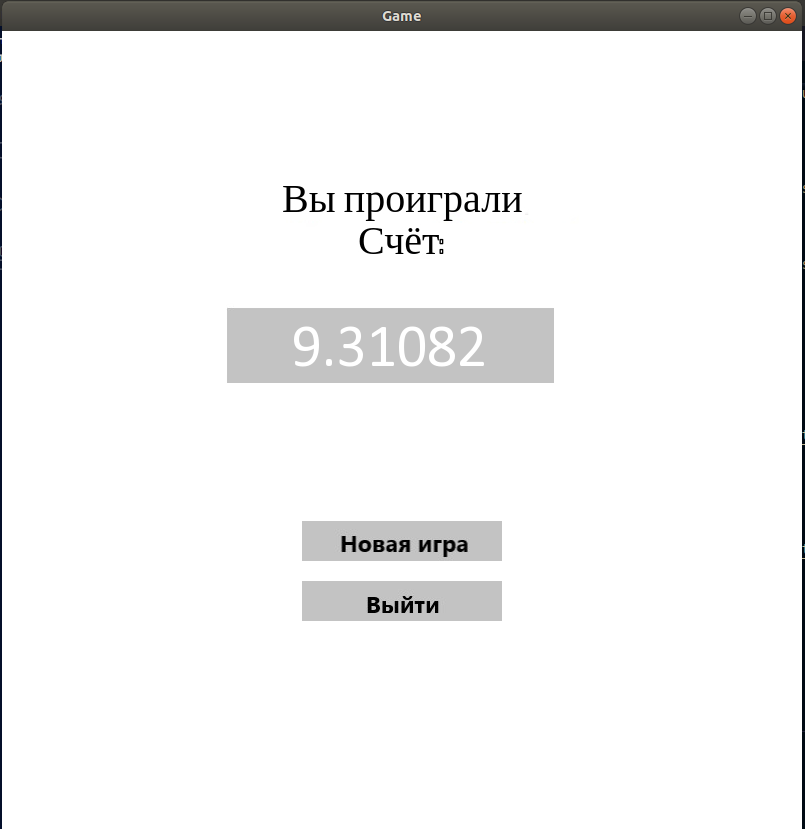 Game
Вы проиграли
Счёт:
9.31082
Новая игра
Выйти